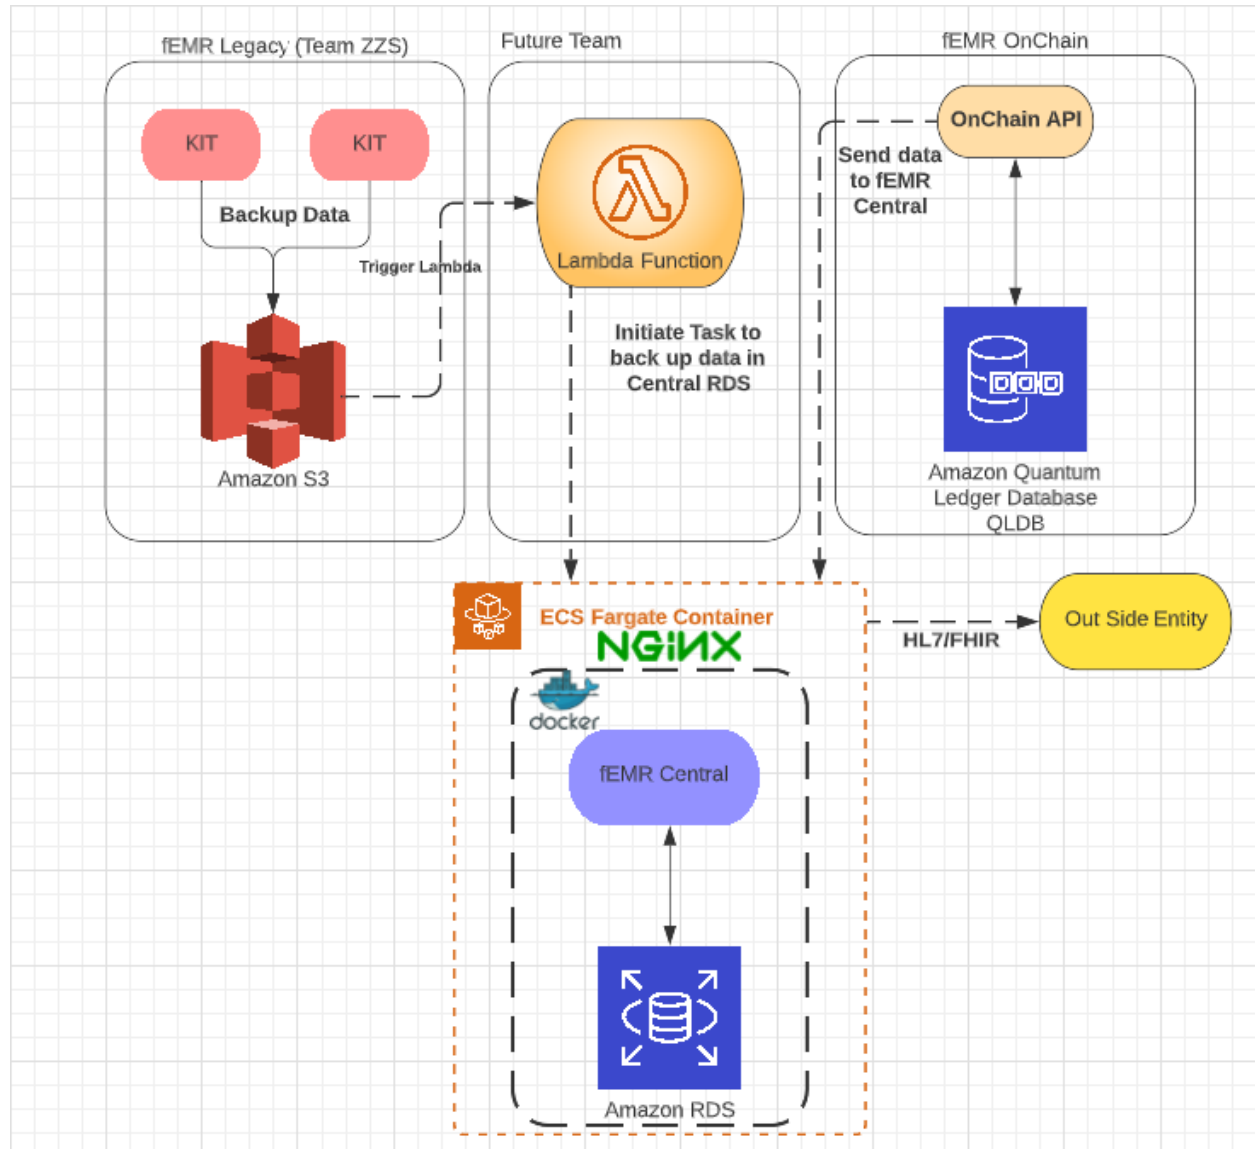 fEMR Legacy (Team ZZS)
Future Team
fEMR OnChain
KIT
KIT
Backup Data
Trigger Lambda
Amazon S3
Lambda Function
Initiate Task to
back up data in
Central RDS
OnChain API
Send data
to fEMR
Central
Amazon Quantum
Ledger Database
QLDB
ECS Fargate Container
NGINX
docker
fEMR Central
Amazon RDS
HL7/FHIR
Out Side Entity